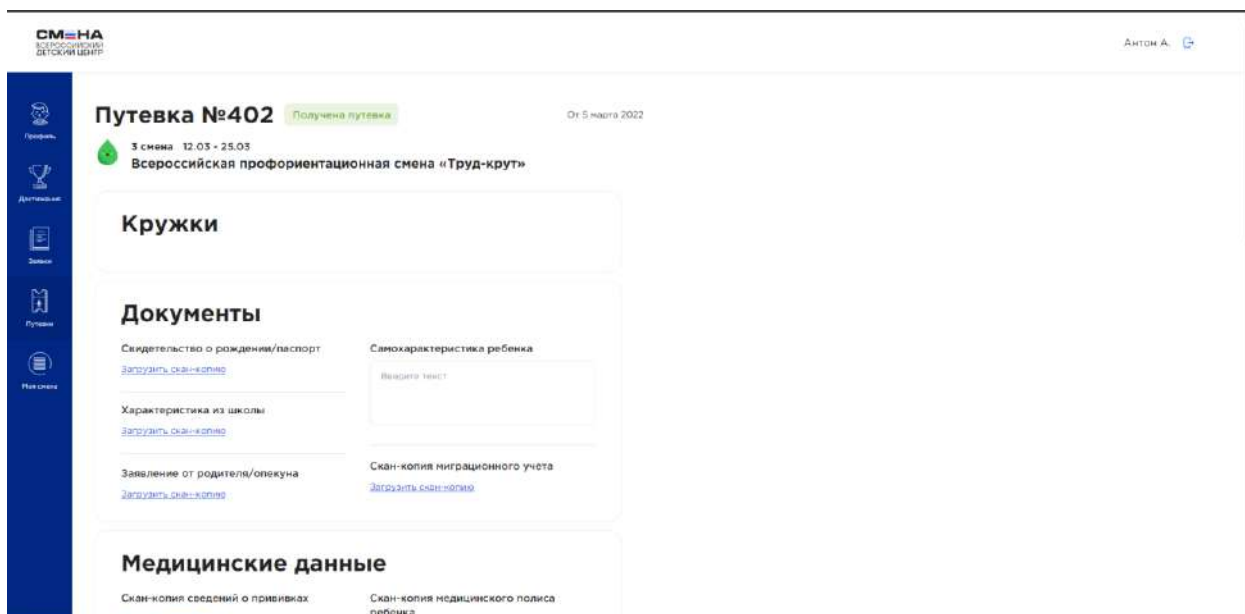 СМЕНА
ВСЕРОССИЙСКИЙ
ДЕТСКИЙ ЦЕНТР
Антон А.
Профиль
Достижения
Заявки
Путевки
Моя смена
Путевка №402 Получена путевка От 5 марта 2022
3 смена 12.03 - 25.03
Всероссийская профориентационная смена «Труд-крут»
Кружки
Документы
Свидетельство о рождении/паспорт
Загрузить скан-копию
Характеристика из школы
Загрузить скан-копию
Заявление от родителя/опекуна
Загрузить скан-копию
Самохарактеристика ребенка
Введите текст
Скан-копия миграционного учета
Загрузить скан-копию
Медицинские данные
Скан-копия сведений о прививках
Скан-копия медицинского полиса
ребенка